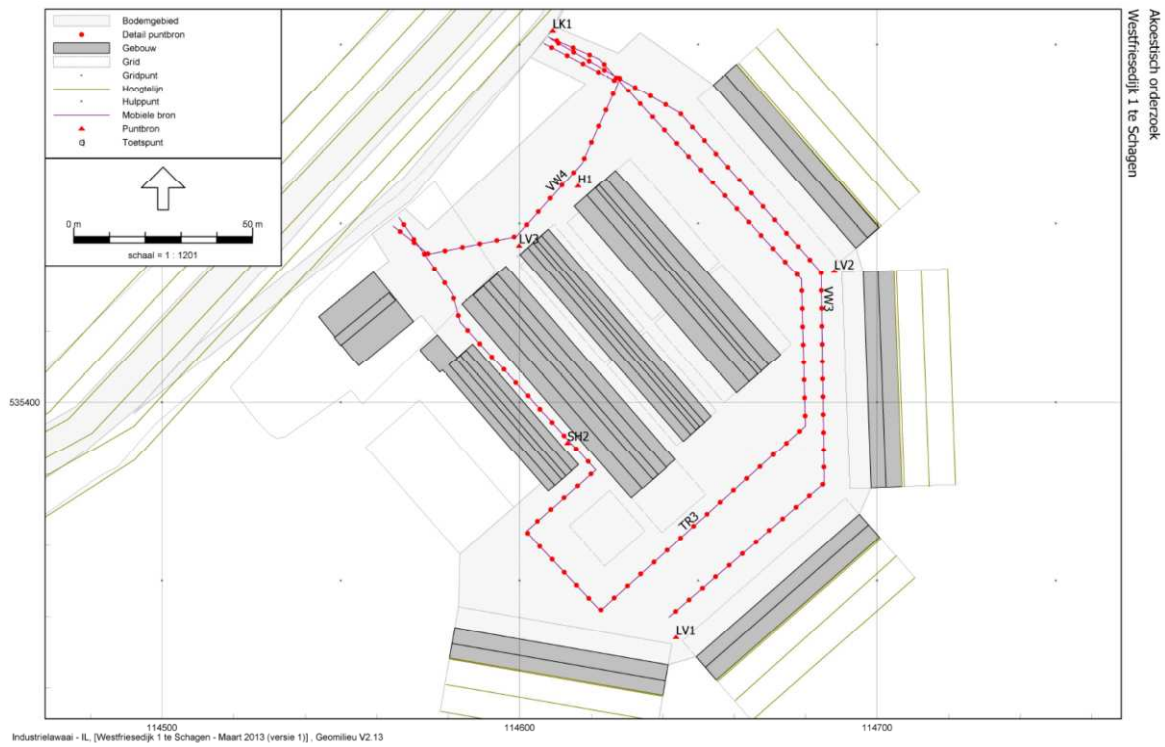 Akoestisch orderzoek
Westfriesedijk 1 te Schagen
Bodemgebied
Detail puntbron
Gebouw
Grid
Gridpunt
Hoogtelijn
Hulppunt
Mobiele bron
Puntbron
Toetspunt
0 m 50 m
schaal = 1 : 1201
LK1
VW4
H1
LV3
LV2
VW3
535400
SH2
TR3
LV1
114500 114600 114700
Industrielawaai - IL, [Westfriesedijk 1 te Schagen - Maart 2013 (versie 1)] , Geomilieu V2.13